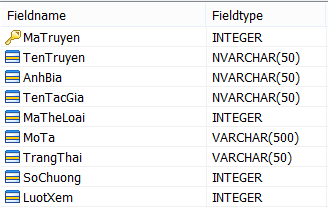 Fieldname Fieldtype
MaTruyen INTEGER
TenTruyen NVARCHAR(50)
AnhBia NVARCHAR(50)
TenTacGia NVARCHAR(50)
MaTheLoai INTEGER
MoTa VARCHAR(500)
TrangThai VARCHAR(50)
SoChuong INTEGER
LuotXem INTEGER